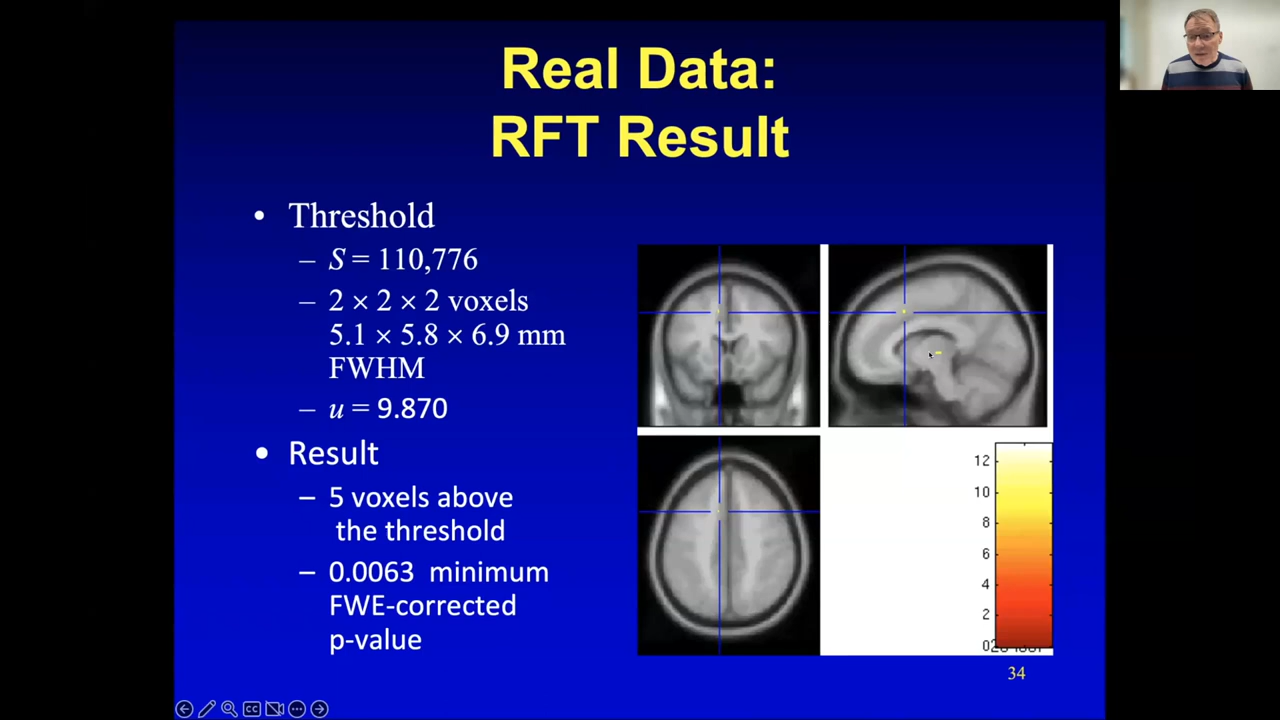 Real Data:
RFT Result
• Threshold
– S = 110,776
– 2 × 2 × 2 voxels
5.1 × 5.8 × 6.9 mm
FWHM
– u = 9.870
• Result
– 5 voxels above
the threshold
– 0.0063 minimum
FWE-corrected
p-value
12
10
8
6
4
2
0
34
CC